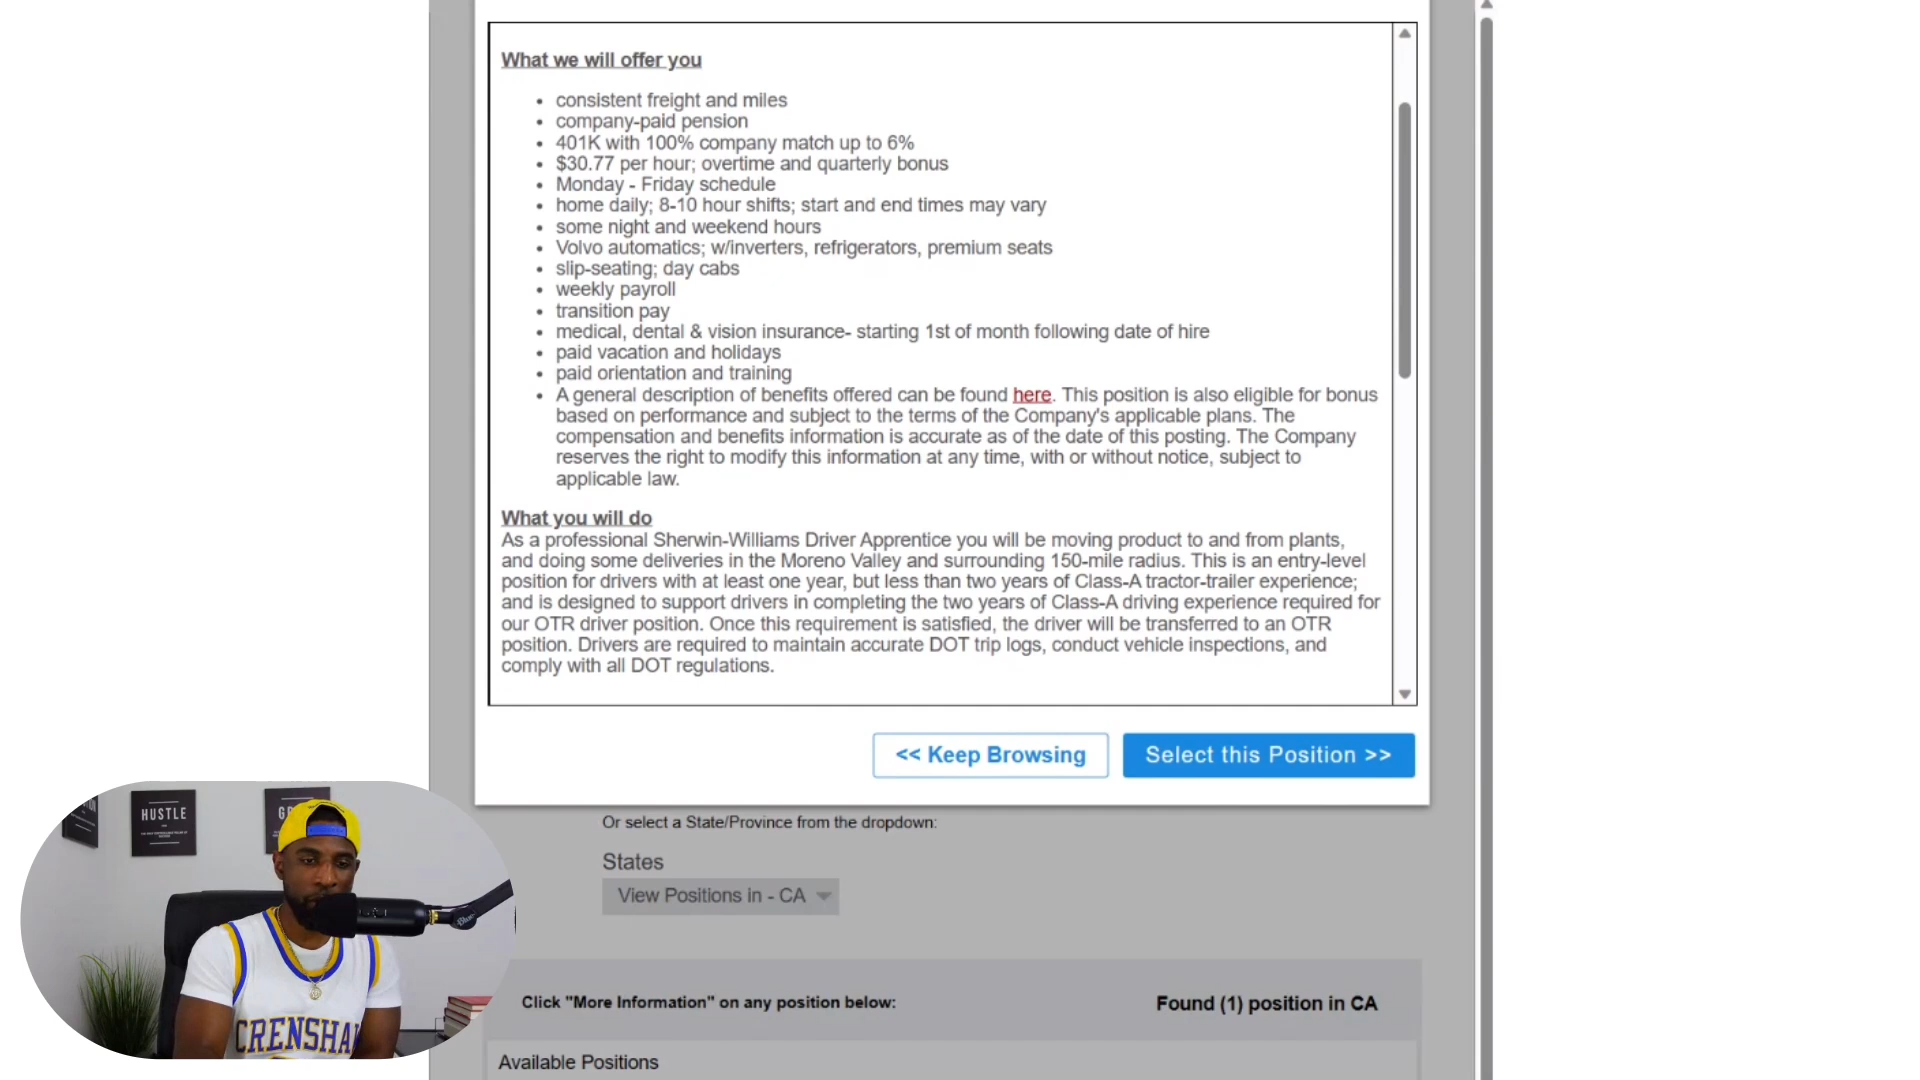 What we will offer you
• consistent freight and miles
• company-paid pension
• 401K with 100% company match up to 6%
• $30.77 per hour; overtime and quarterly bonus
• Monday - Friday schedule
• home daily; 8-10 hour shifts; start and end times may vary
• some night and weekend hours
• Volvo automatics; w/inverters, refrigerators, premium seats
• slip-seating; day cabs
• weekly payroll
• transition pay
• medical, dental & vision insurance- starting 1st of month following date of hire
• paid vacation and holidays
• paid orientation and training
• A general description of benefits offered can be found here. This position is also eligible for bonus
based on performance and subject to the terms of the Company's applicable plans. The
compensation and benefits information is accurate as of the date of this posting. The Company
reserves the right to modify this information at any time, with or without notice, subject to
applicable law.
What you will do
As a professional Sherwin-Williams Driver Apprentice you will be moving product to and from plants,
and doing some deliveries in the Moreno Valley and surrounding 150-mile radius. This is an entry-level
position for drivers with at least one year, but less than two years of Class-A tractor-trailer experience;
and is designed to support drivers in completing the two years of Class-A driving experience required for
our OTR driver position. Once this requirement is satisfied, the driver will be transferred to an OTR
position. Drivers are required to maintain accurate DOT trip logs, conduct vehicle inspections, and
comply with all DOT regulations.
<< Keep Browsing
Select this Position >>
Or select a State/Province from the dropdown:
States
View Positions in - CA
Click "More Information" on any position below:
Found (1) position in CA
Available Positions
HUSTLE
Blue
CRENSHA